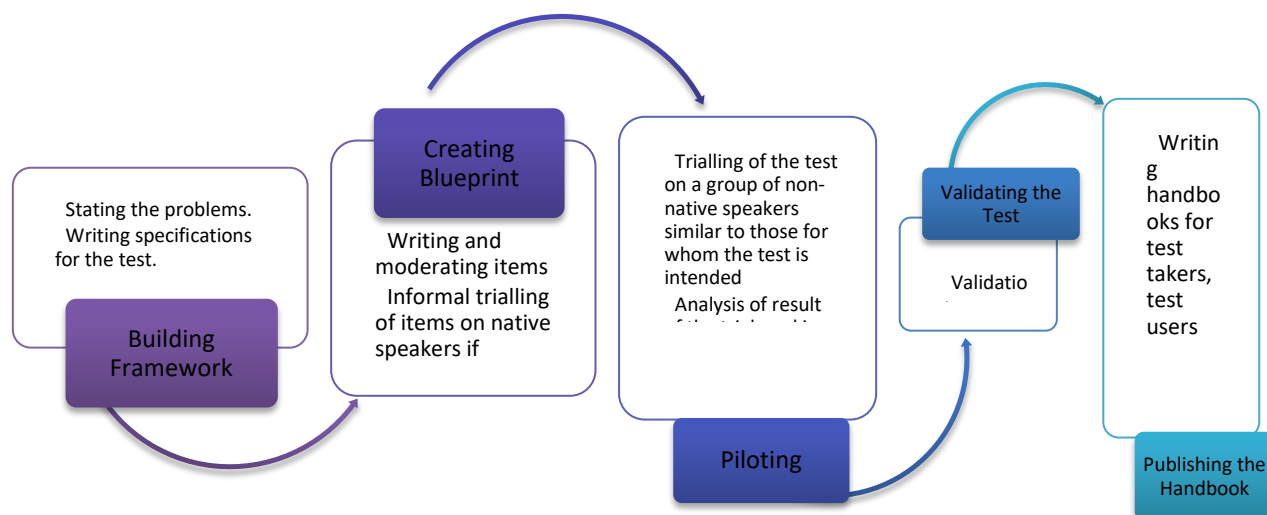 Stating the problems.
Writing specifications
for the test.
Building
Framework
Creating
Blueprint
Writing and
moderating items
Informal trialling
of items on native
speakers if
Trialling of the test
on a group of non-
native speakers
similar to those for
whom the test is
intended
Analysis of result
Piloting
Validating the
Test
Validatio
Writin
g
handbo
oks for
test
takers,
test
users
Publishing the
Handbook